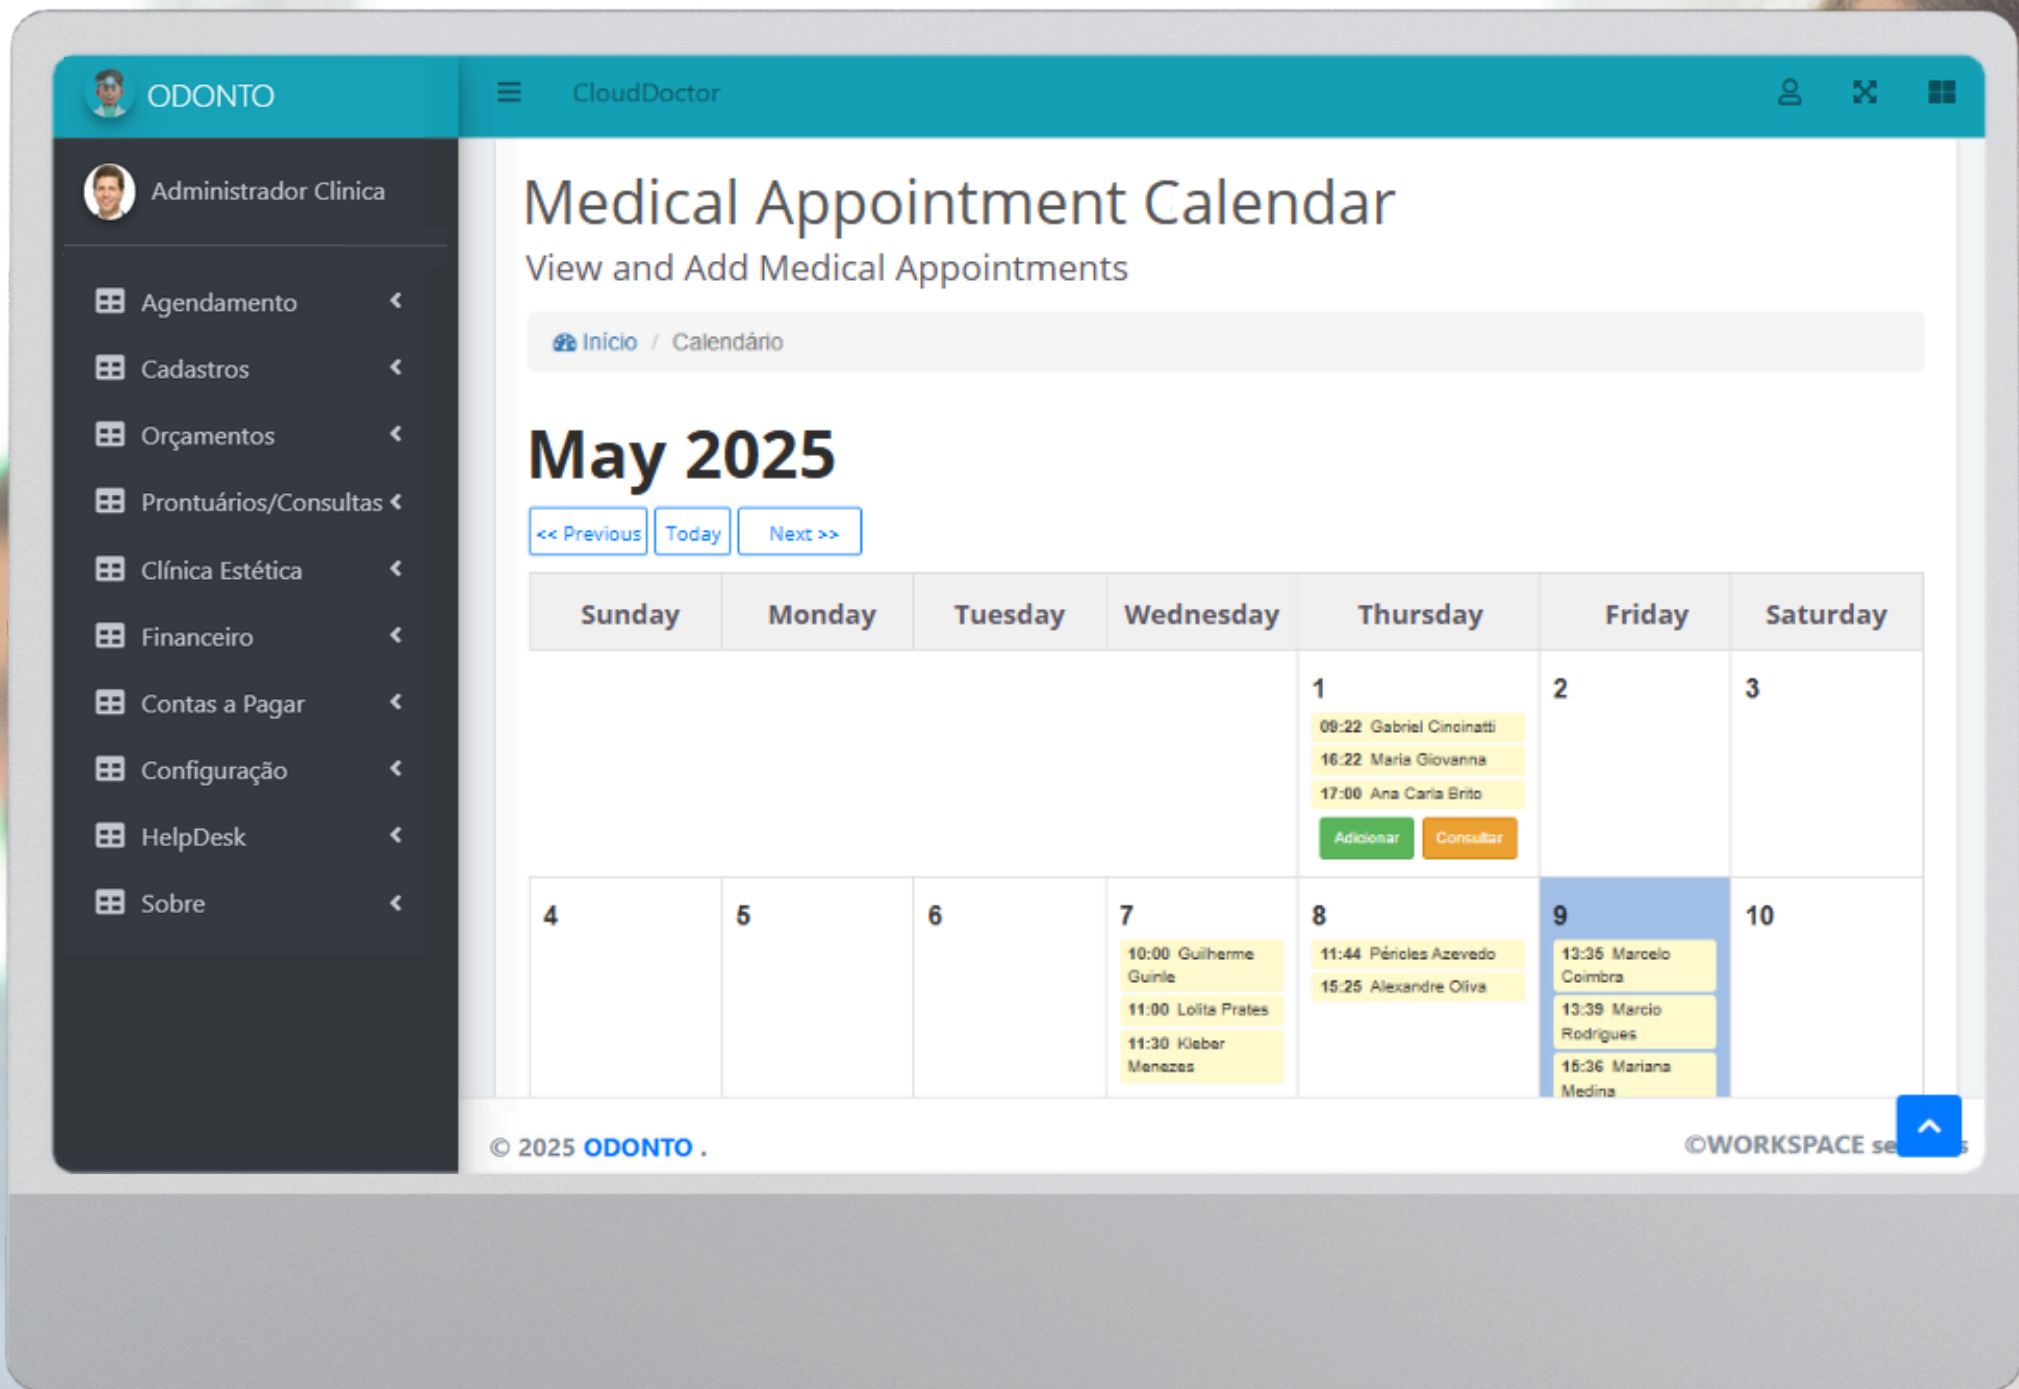 ODONTO
CloudDoctor
Administrador Clinica
Agendamento
Cadastros
Orçamentos
Prontuários/Consultas
Clínica Estética
Financeiro
Contas a Pagar
Configuração
HelpDesk
Sobre
Medical Appointment Calendar
View and Add Medical Appointments
Início / Calendário
May 2025
<< Previous Today Next >>
Sunday Monday Tuesday Wednesday Thursday Friday Saturday
1 2 3
09:22 Gabriel Cincinatti
16:22 Maria Giovanna
17:00 Ana Carla Brito
Adicionar Consultar
4 5 6 7 8 9 10
10:00 Guilherme
Guinle
11:00 Lolita Prates
11:30 Kleber
Menezes
11:44 Péricles Azevedo
15:25 Alexandre Oliva
13:35 Marcelo
Coimbra
13:39 Marcio
Rodrigues
15:36 Mariana
Medina
© 2025 ODONTO .
©WORKSPACE